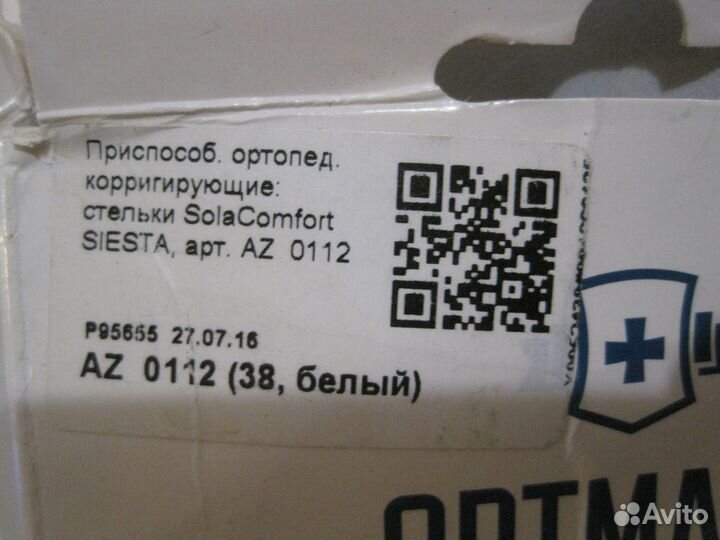 Приспособ. ортопед.
корригирующие:
стельки SolaComfort
SIESTA, арт. AZ 0112
P95655 27.07.16
AZ 0112 (38, белый)
Avito